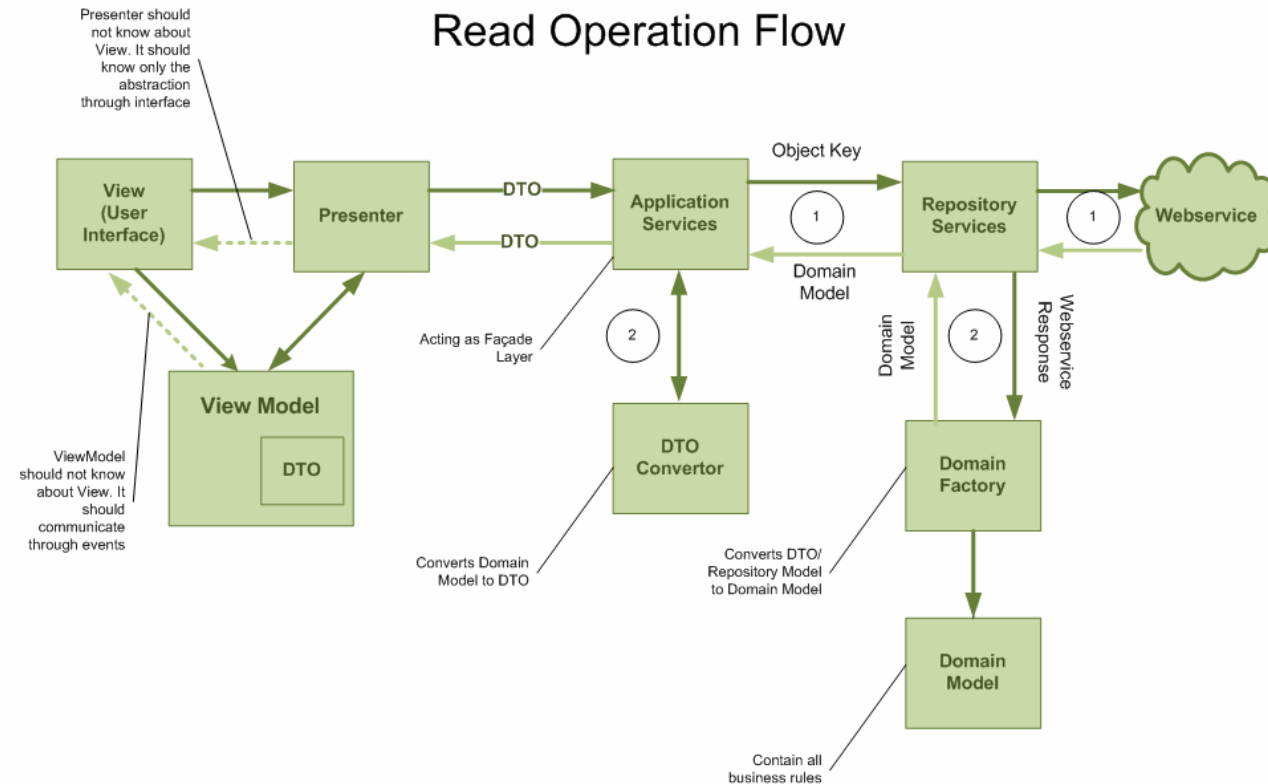 Read Operation Flow
Presenter should
not know about
View. It should
know only the
abstraction
through interface
View
(User
Interface)
Presenter
DTO
DTO
Application
Services
Object Key
1
Domain
Model
Repository
Services
1
Webservice
Acting as Façade
Layer
2
Domain
Model
2
Webservice
Response
View Model
DTO
ViewModel
should not know
about View. It
should
communicate
through events
DTO
Convertor
Converts Domain
Model to DTO
Domain
Factory
Converts DTO/
Repository Model
to Domain Model
Domain
Model
Contain all
business rules